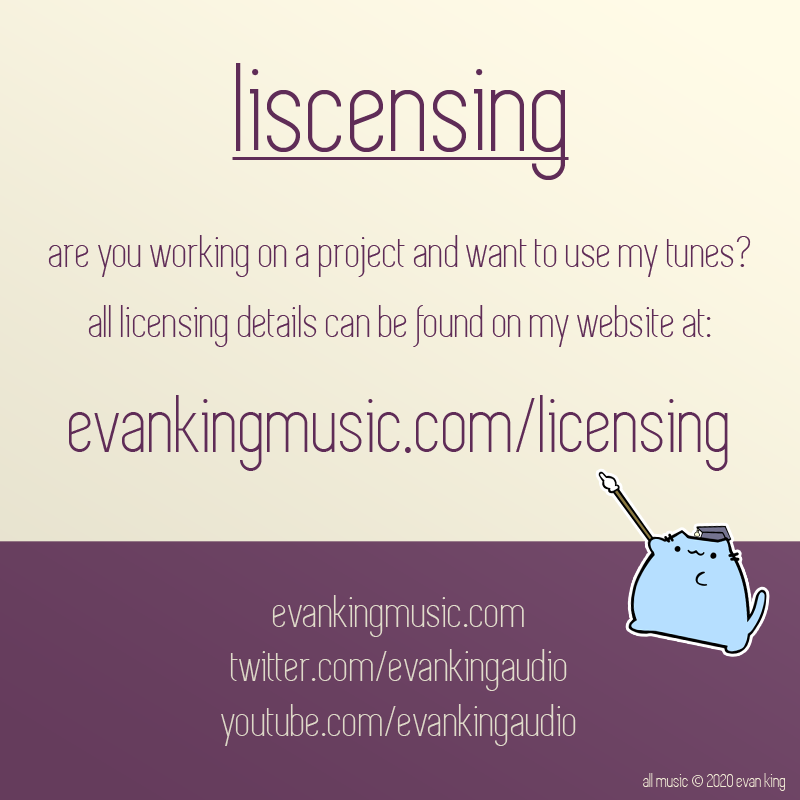 liscensing
are you working on a project and want to use my tunes?
all licensing details can be found on my website at:
evankingmusic.com/licensing
evankingmusic.com
twitter.com/evankingaudio
youtube.com/evankingaudio
all music © 2020 evan king